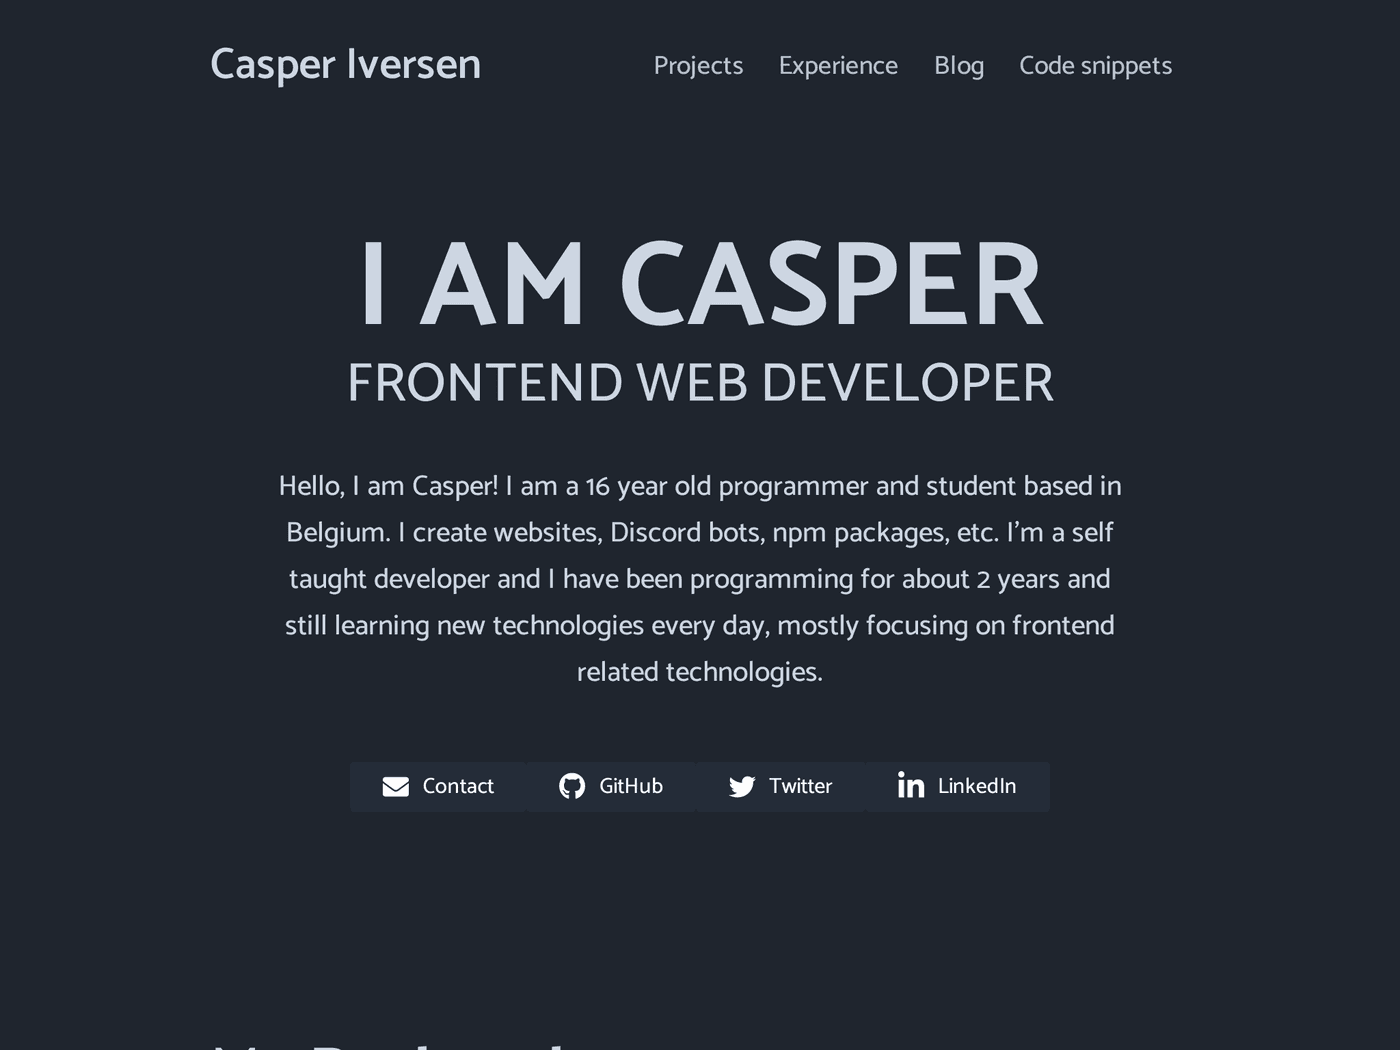 Casper Iversen
Projects Experience Blog Code snippets
I AM CASPER
FRONTEND WEB DEVELOPER
Hello, I am Casper! I am a 16 year old programmer and student based in
Belgium. I create websites, Discord bots, npm packages, etc. I’m a self
taught developer and I have been programming for about 2 years and
still learning new technologies every day, mostly focusing on frontend
related technologies.
Contact GitHub Twitter LinkedIn